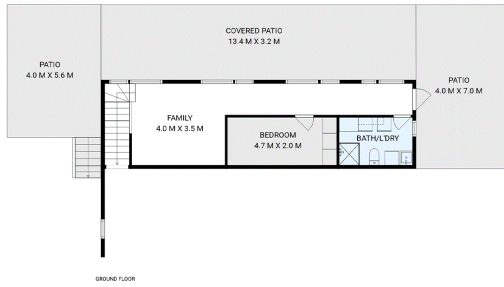 COVERED PATIO
13.4 M X 3.2 M
PATIO
4.0 M X 5.6 M
PATIO
4.0 M X 7.0 M
FAMILY
4.0 M X 3.5 M
BEDROOM
4.7 M X 2.0 M
BATH/L'DRY
GROUND FLOOR